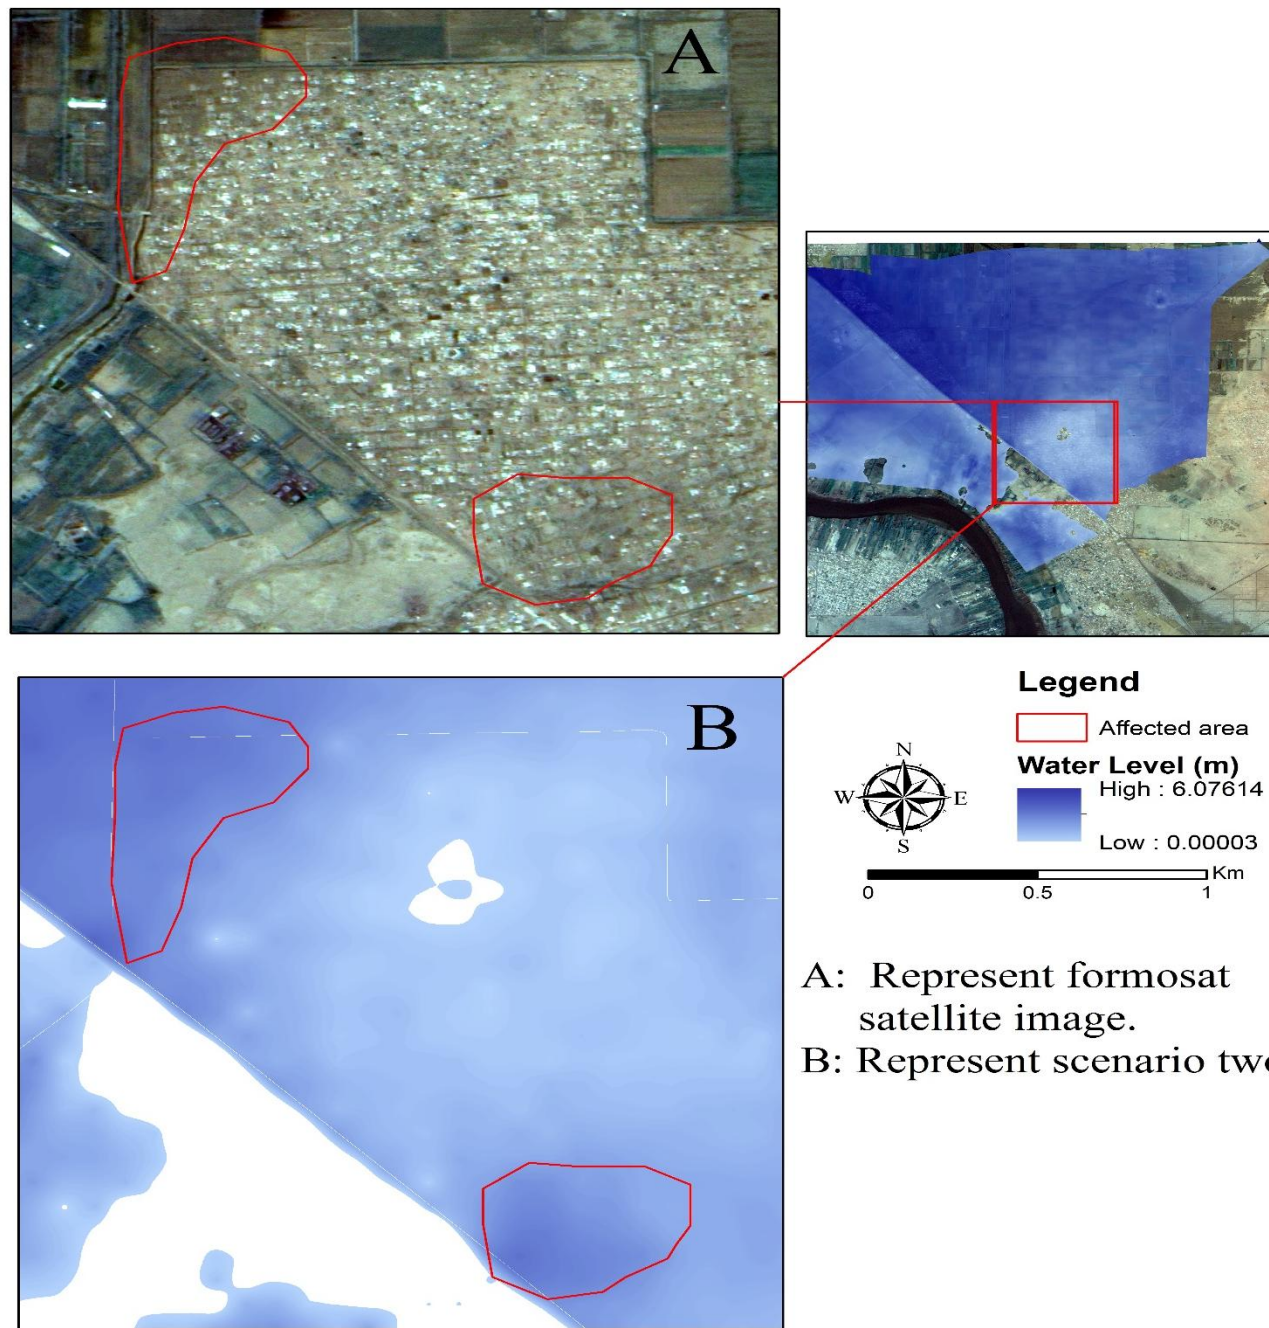 A
B
Legend
Affected area
Water Level (m)
High : 6.07614
Low : 0.00003
N
W
E
S
Km
0
0.5
1
A: Represent formosat
satellite image.
B: Represent scenario two